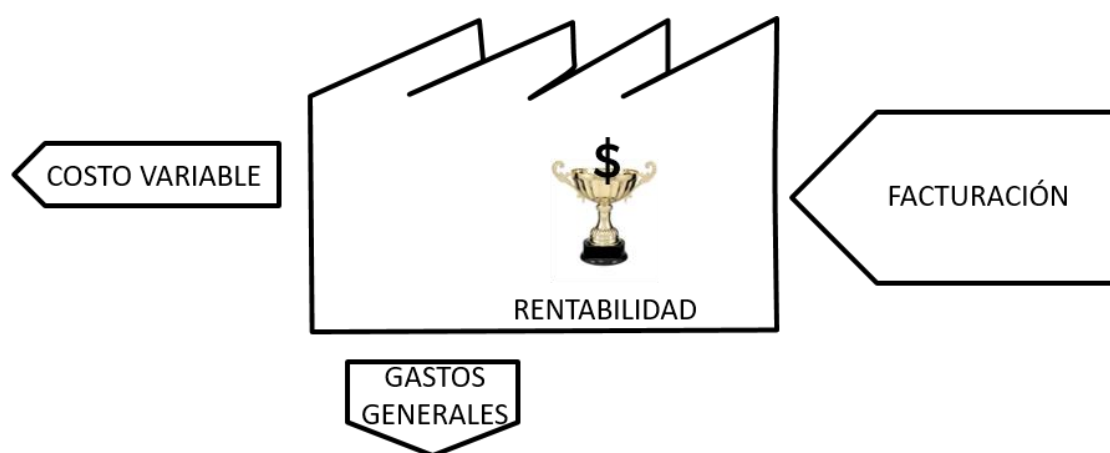 $
COSTO VARIABLE
FACTURACIÓN
RENTABILIDAD
GASTOS
GENERALES